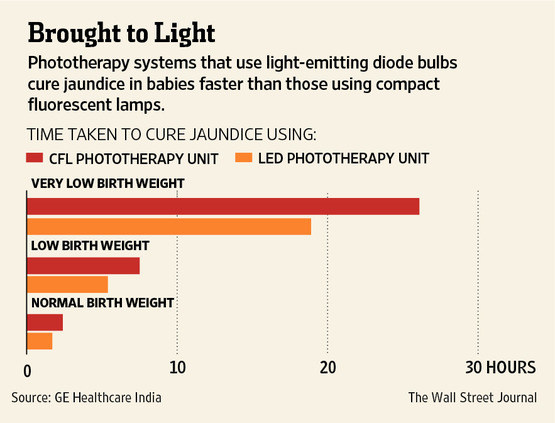 Brought to Light
Phototherapy systems that use light-emitting diode bulbs
cure jaundice in babies faster than those using compact
fluorescent lamps.
TIME TAKEN TO CURE JAUNDICE USING:
CFL PHOTOTHERAPY UNIT LED PHOTOTHERAPY UNIT
VERY LOW BIRTH WEIGHT
LOW BIRTH WEIGHT
NORMAL BIRTH WEIGHT
0 10 20 30 HOURS
Source: GE Healthcare India The Wall Street Journal